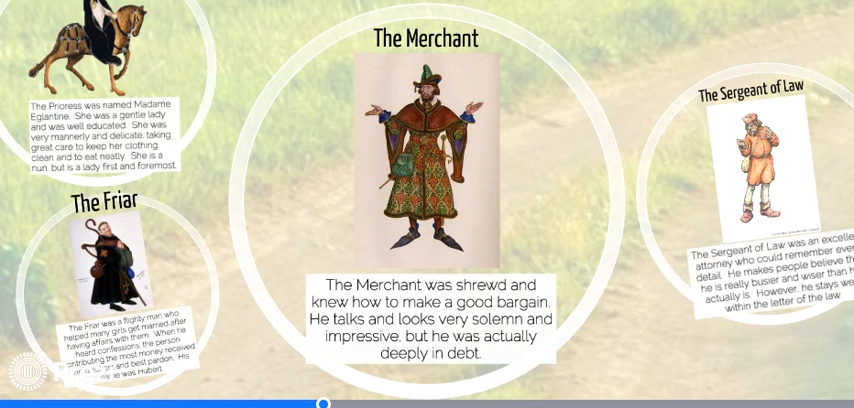 The Prioress was named Madame
Eglantine. She was a gentle lady
and was well educated. She was
very mannerly and delicate, taking
great care to keep her clothing
clean and to eat neatly. She is a
nun, but is a lady first and foremost.
The Friar
The Friar was a flighty man who
helped many girls get married after
having affairs with them. When he
heard confessions, the person
contributing the most money received
and best pardon. His
was Hubert.
The Merchant
The Merchant was shrewd and
knew how to make a good bargain.
He talks and looks very solemn and
impressive, but he was actually
deeply in debt.
The Sergeant of Law
The Sergeant of Law was an
attorney who could remember
detail. He makes people believe
he is really busier and wiser than
actually is. However, he stays
within the letter of the law.